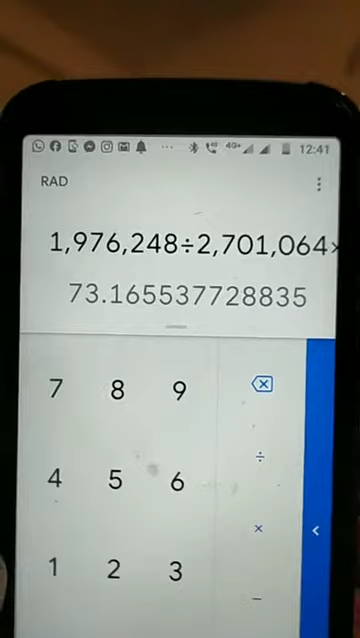 4G+ 12:41
RAD
1,976,248÷2,701,064×
73.165537728835
7 8 9
÷
4 5 6
×
1 2 3
−